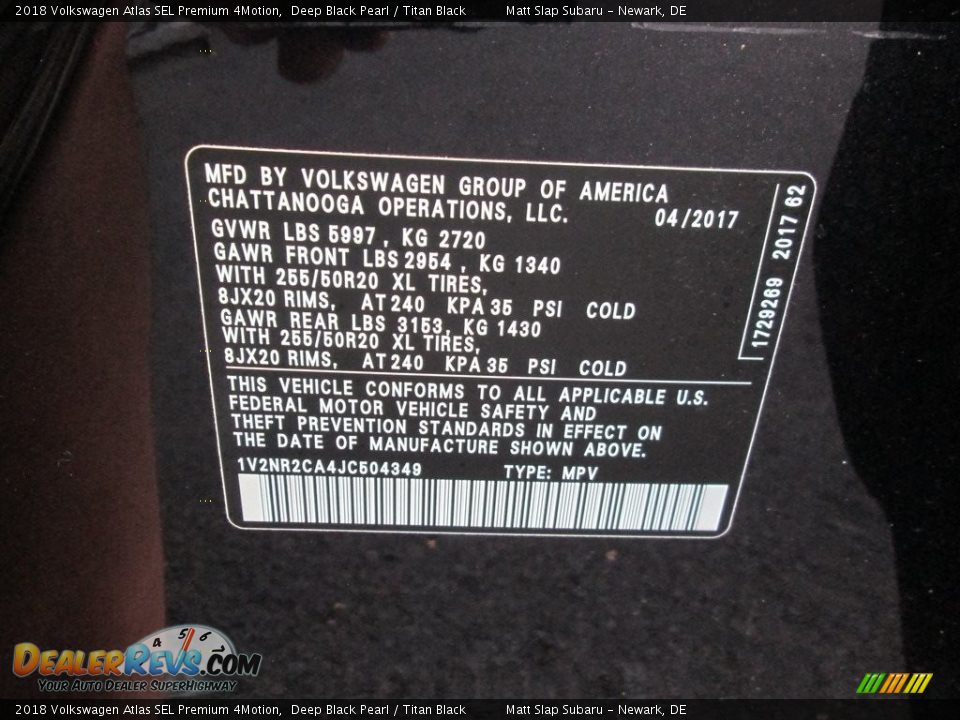 2018 Volkswagen Atlas SEL Premium 4Motion, Deep Black Pearl / Titan Black Matt Slap Subaru - Newark, DE
MFD BY VOLKSWAGEN GROUP OF AMERICA
CHATTANOOGA OPERATIONS, LLC. 04/2017
GVWR LBS 5997, KG 2720
GAWR FRONT LBS 2954, KG 1340
WITH 255/50R20 XL TIRES,
8JX20 RIMS, AT 240 KPA 35 PSI COLD
GAWR REAR LBS 3153, KG 1430
WITH 255/50R20 XL TIRES,
8JX20 RIMS, AT 240 KPA 35 PSI COLD
1729269 2017 62
THIS VEHICLE CONFORMS TO ALL APPLICABLE U.S.
FEDERAL MOTOR VEHICLE SAFETY AND
THEFT PREVENTION STANDARDS IN EFFECT ON
THE DATE OF MANUFACTURE SHOWN ABOVE.
1V2NR2CA4JC504349 TYPE: MPV
4 5 6
DEALERREVS.COM
YOUR AUTO DEALER SUPERHIGHWAY
2018 Volkswagen Atlas SEL Premium 4Motion, Deep Black Pearl / Titan Black Matt Slap Subaru - Newark, DE